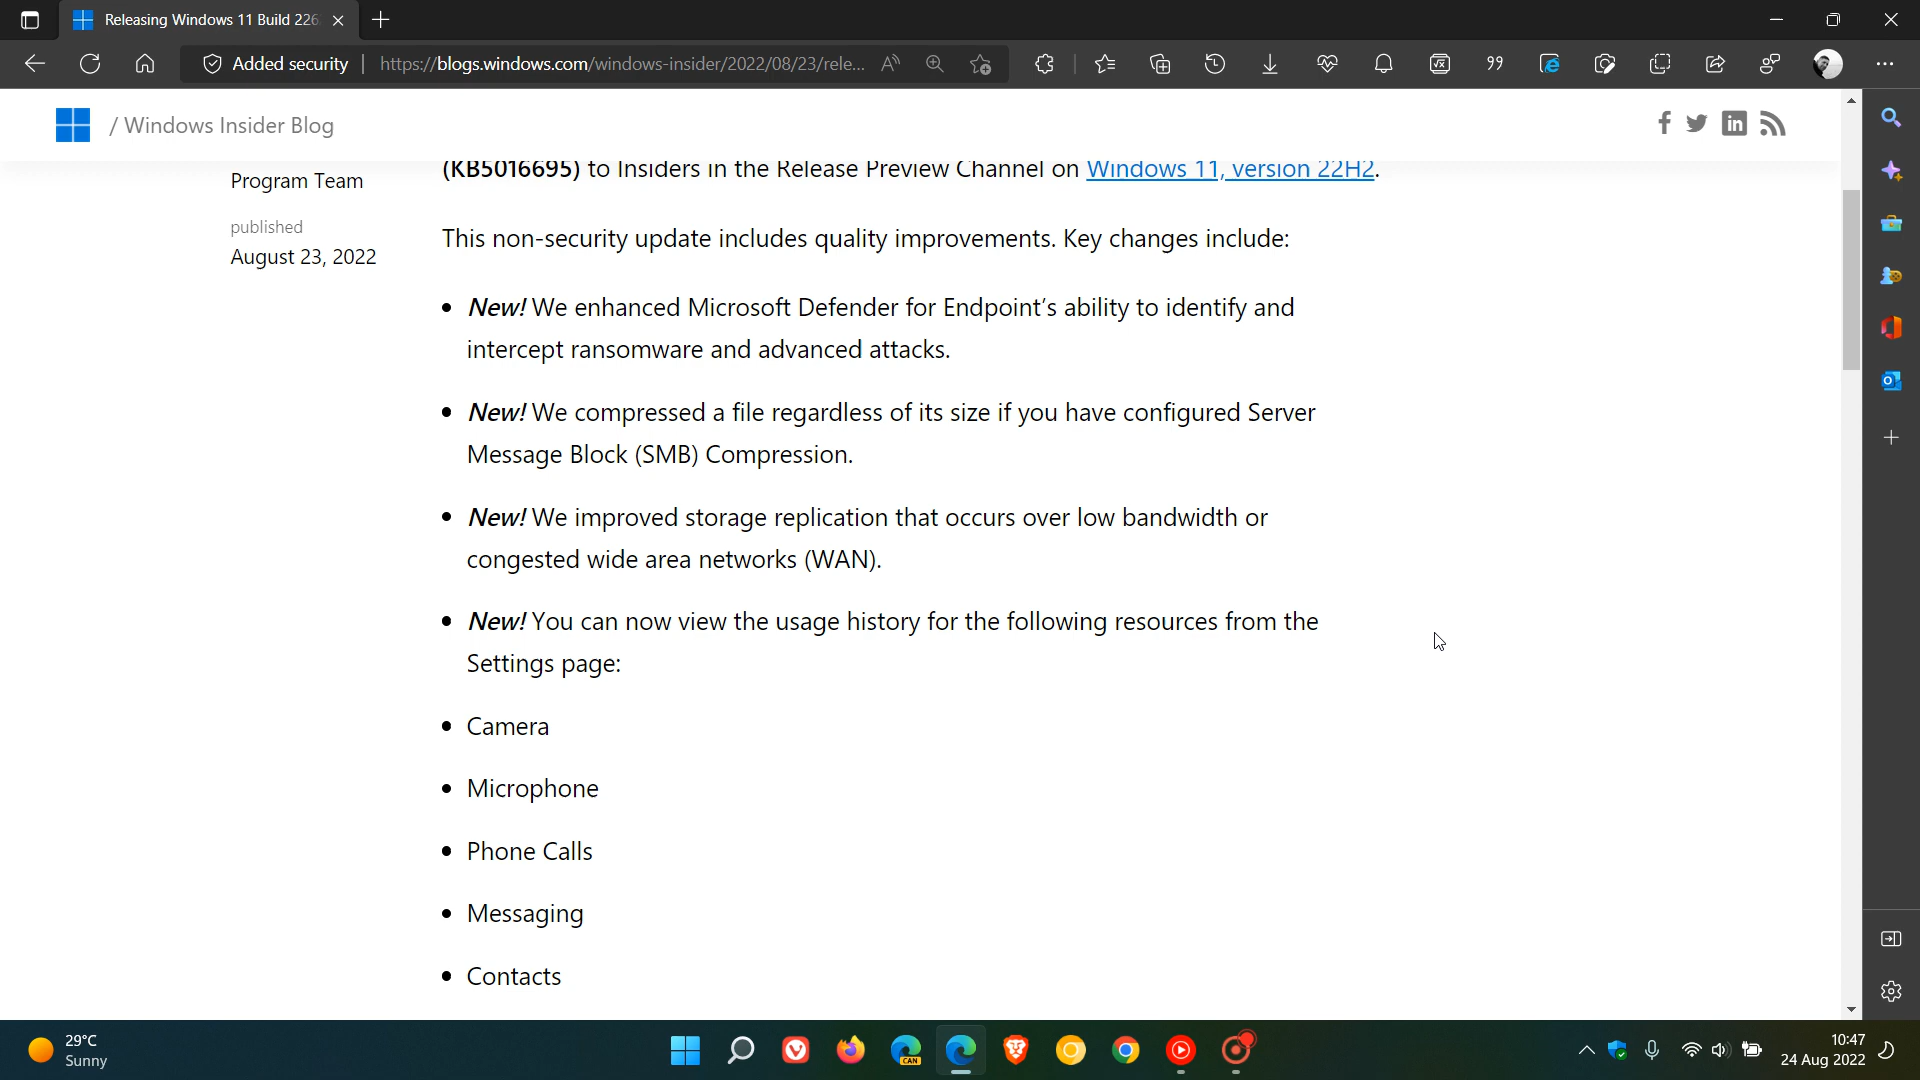 Releasing Windows 11 Build 226
Added security
https://blogs.windows.com/windows-insider/2022/08/23/rele...
/ Windows Insider Blog
Program Team
published
August 23, 2022
(KB5016695) to Insiders in the Release Preview Channel on Windows 11, version 22H2.
This non-security update includes quality improvements. Key changes include:
• New! We enhanced Microsoft Defender for Endpoint's ability to identify and
intercept ransomware and advanced attacks.
• New! We compressed a file regardless of its size if you have configured Server
Message Block (SMB) Compression.
• New! We improved storage replication that occurs over low bandwidth or
congested wide area networks (WAN).
• New! You can now view the usage history for the following resources from the
Settings page:
• Camera
• Microphone
• Phone Calls
• Messaging
• Contacts
29°C
Sunny
CAN
10:47
24 Aug 2022